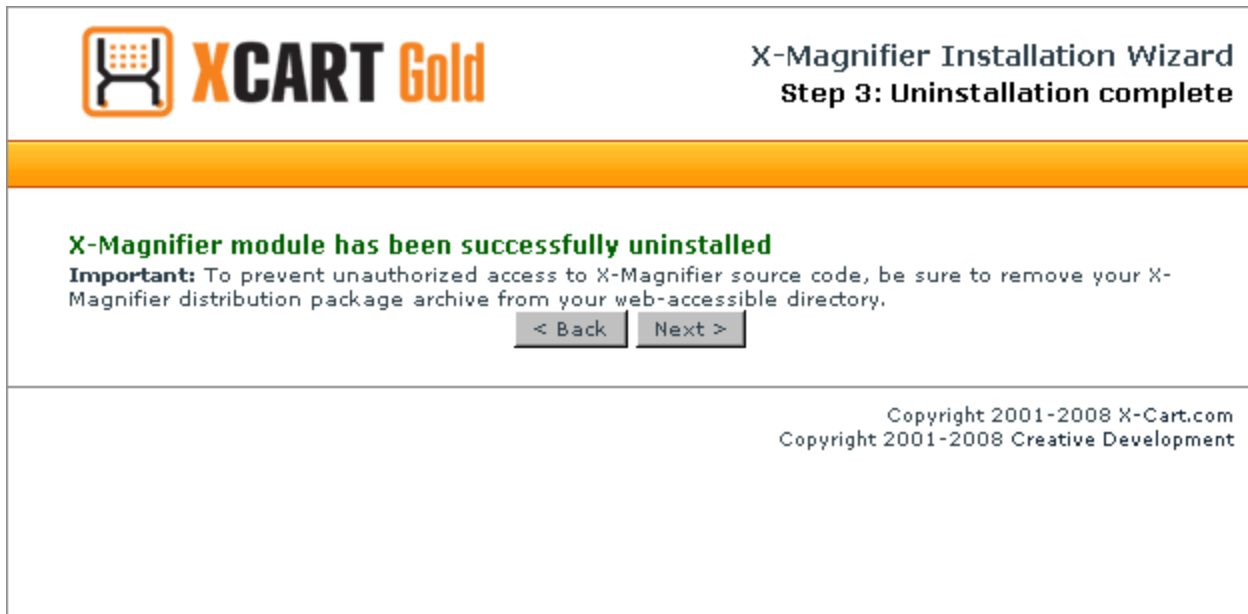 XCART Gold
X-Magnifier Installation Wizard
Step 3: Uninstallation complete
X-Magnifier module has been successfully uninstalled
Important: To prevent unauthorized access to X-Magnifier source code, be sure to remove your X-
Magnifier distribution package archive from your web-accessible directory.
< Back Next >
Copyright 2001-2008 X-Cart.com
Copyright 2001-2008 Creative Development